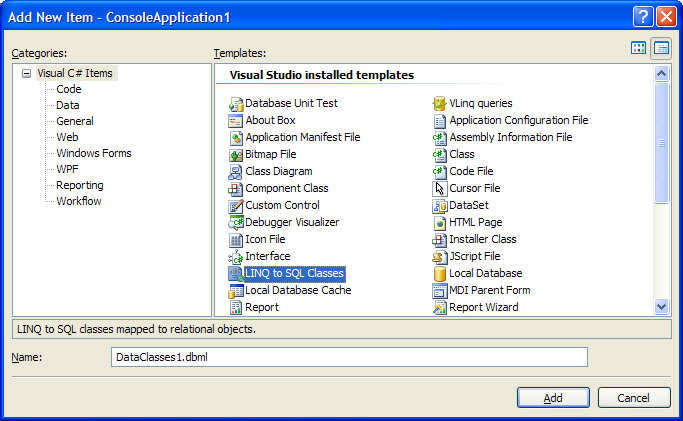 Add New Item - ConsoleApplication1
Categories:
Templates:
Visual C# Items
Code
Data
General
Web
Windows Forms
WPF
Reporting
Workflow
Visual Studio installed templates
Database Unit Test
VLinq queries
About Box
Application Configuration File
Application Manifest File
Assembly Information File
Bitmap File
Class
Class Diagram
Code File
Component Class
Cursor File
Custom Control
DataSet
Debugger Visualizer
HTML Page
Icon File
Installer Class
Interface
JScript File
LINQ to SQL Classes
Local Database
Local Database Cache
MDI Parent Form
Report
Report Wizard
LINQ to SQL classes mapped to relational objects.
Name:
DataClasses1.dbml
Add
Cancel